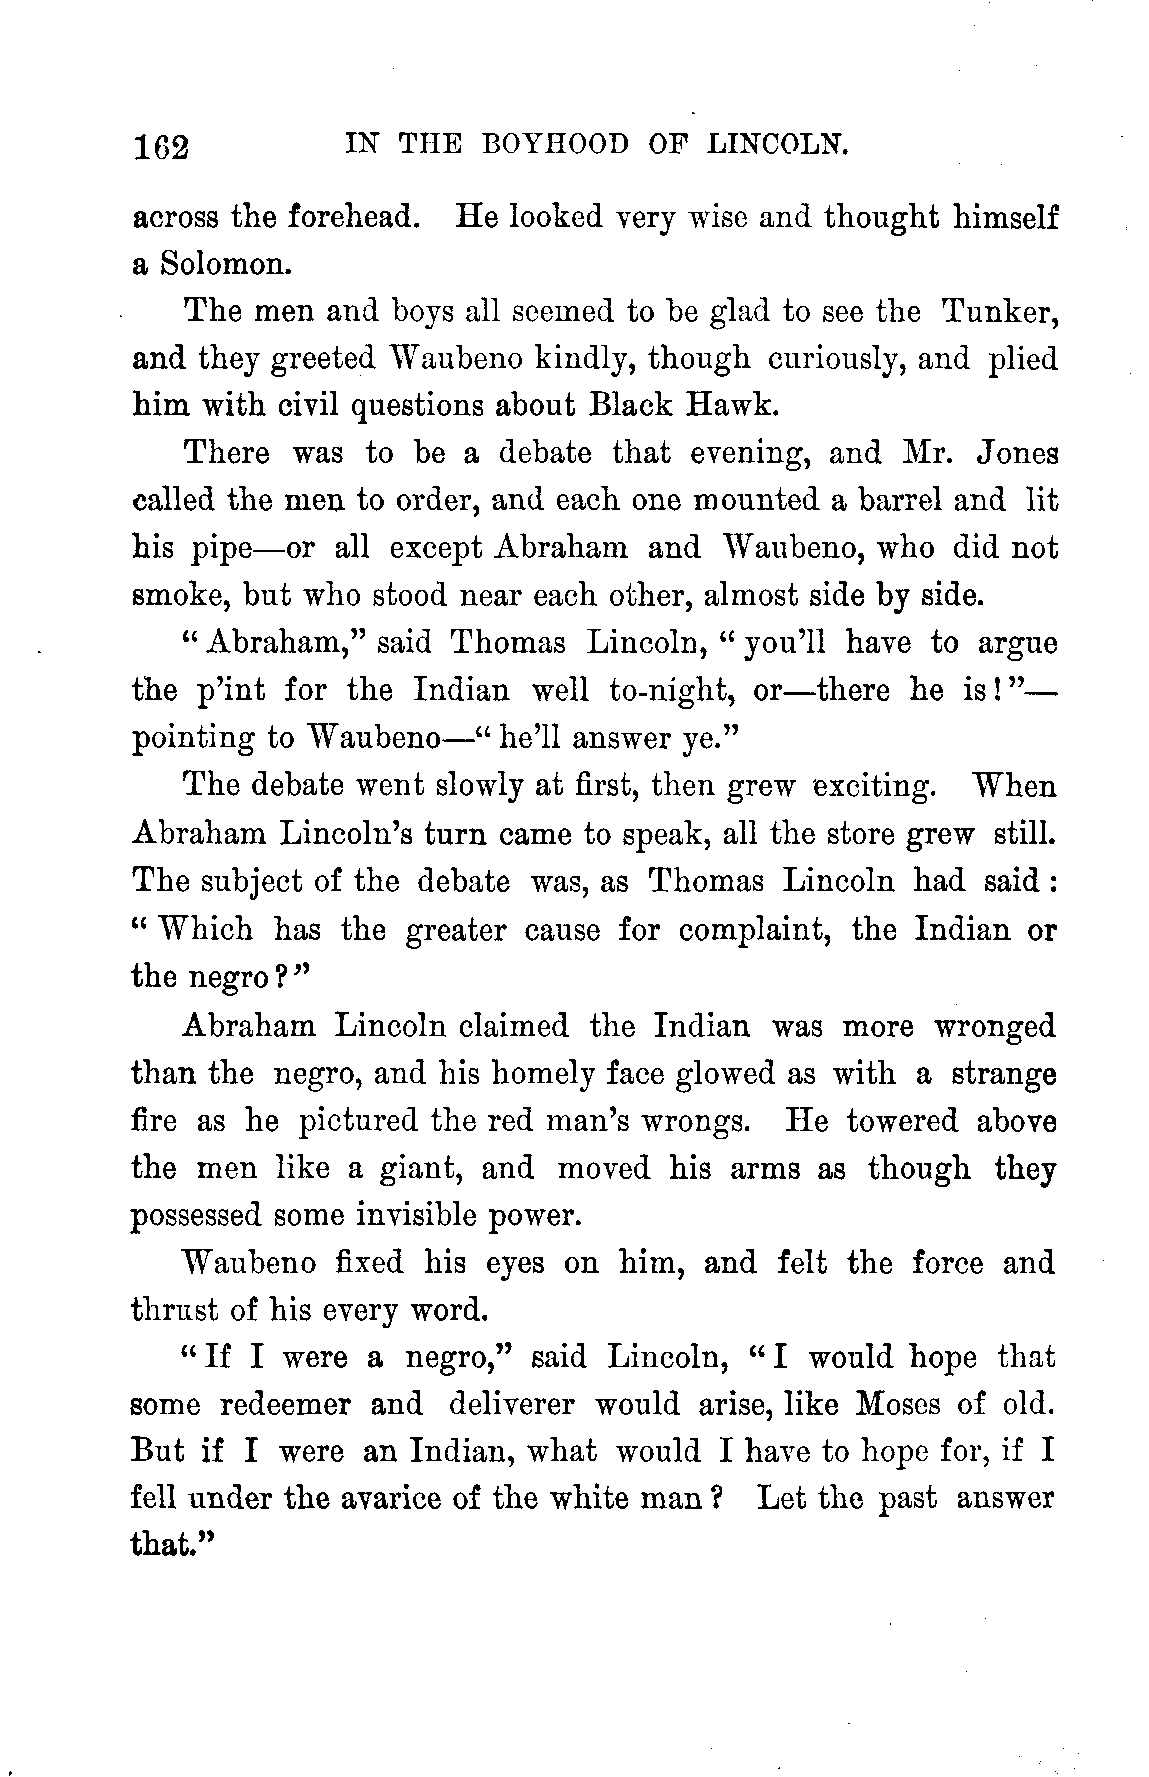 162 IN THE BOYHOOD OF LINCOLN.
across the forehead. He looked very wise and thought himself
a Solomon.
The men and boys all seemed to be glad to see the Tunker,
and they greeted Waubeno kindly, though curiously, and plied
him with civil questions about Black Hawk.
There was to be a debate that evening, and Mr. Jones
called the men to order, and each one mounted a barrel and lit
his pipe—or all except Abraham and Waubeno, who did not
smoke, but who stood near each other, almost side by side.
“ Abraham,” said Thomas Lincoln, “ you’ll have to argue
the p’int for the Indian well to-night, or—there he is! ”—
pointing to Waubeno—“ he’ll answer ye.”
The debate went slowly at first, then grew exciting. When
Abraham Lincoln’s turn came to speak, all the store grew still.
The subject of the debate was, as Thomas Lincoln had said :
“ Which has the greater cause for complaint, the Indian or
the negro ? ”
Abraham Lincoln claimed the Indian was more wronged
than the negro, and his homely face glowed as with a strange
fire as he pictured the red man’s wrongs. He towered above
the men like a giant, and moved his arms as though they
possessed some invisible power.
Waubeno fixed his eyes on him, and felt the force and
thrust of his every word.
“ If I were a negro,” said Lincoln, “ I would hope that
some redeemer and deliverer would arise, like Moses of old.
But if I were an Indian, what would I have to hope for, if I
fell under the avarice of the white man ? Let the past answer
that.”